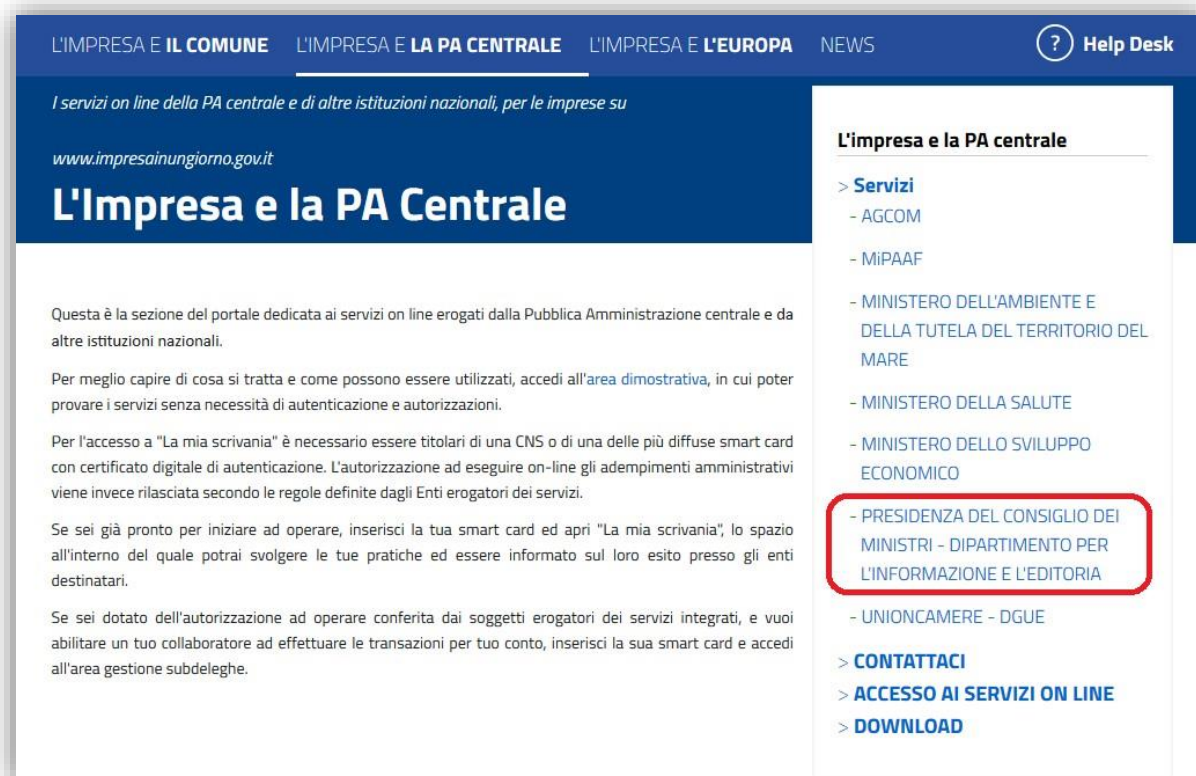 L'IMPRESA E IL COMUNE L'IMPRESA E LA PA CENTRALE L'IMPRESA E L'EUROPA NEWS ? Help Desk
I servizi on line della PA centrale e di altre istituzioni nazionali, per le imprese su
www.impresainungiorno.gov.it
L'Impresa e la PA Centrale
Questa è la sezione del portale dedicata ai servizi on line erogati dalla Pubblica Amministrazione centrale e da
altre istituzioni nazionali.
Per meglio capire di cosa si tratta e come possono essere utilizzati, accedi all'area dimostrativa, in cui poter
provare i servizi senza necessità di autenticazione e autorizzazioni.
Per l'accesso a "La mia scrivania" è necessario essere titolari di una CNS o di una delle più diffuse smart card
con certificato digitale di autenticazione. L'autorizzazione ad eseguire on-line gli adempimenti amministrativi
viene invece rilasciata secondo le regole definite dagli Enti erogatori dei servizi.
Se sei già pronto per iniziare ad operare, inserisci la tua smart card ed apri "La mia scrivania", lo spazio
all'interno del quale potrai svolgere le tue pratiche ed essere informato sul loro esito presso gli enti
destinatari.
Se sei dotato dell'autorizzazione ad operare conferita dai soggetti erogatori dei servizi integrati, e vuoi
abilitare un tuo collaboratore ad effettuare le transazioni per tuo conto, inserisci la sua smart card e accedi
all'area gestione subdeleghe.
L'impresa e la PA centrale
> Servizi
- AGCOM
- MiPAAF
- MINISTERO DELL'AMBIENTE E
DELLA TUTELA DEL TERRITORIO DEL
MARE
- MINISTERO DELLA SALUTE
- MINISTERO DELLO SVILUPPO
ECONOMICO
- PRESIDENZA DEL CONSIGLIO DEI
MINISTRI - DIPARTIMENTO PER
L'INFORMAZIONE E L'EDITORIA
- UNIONCAMERE - DGUE
> CONTATTACI
> ACCESSO AI SERVIZI ON LINE
> DOWNLOAD